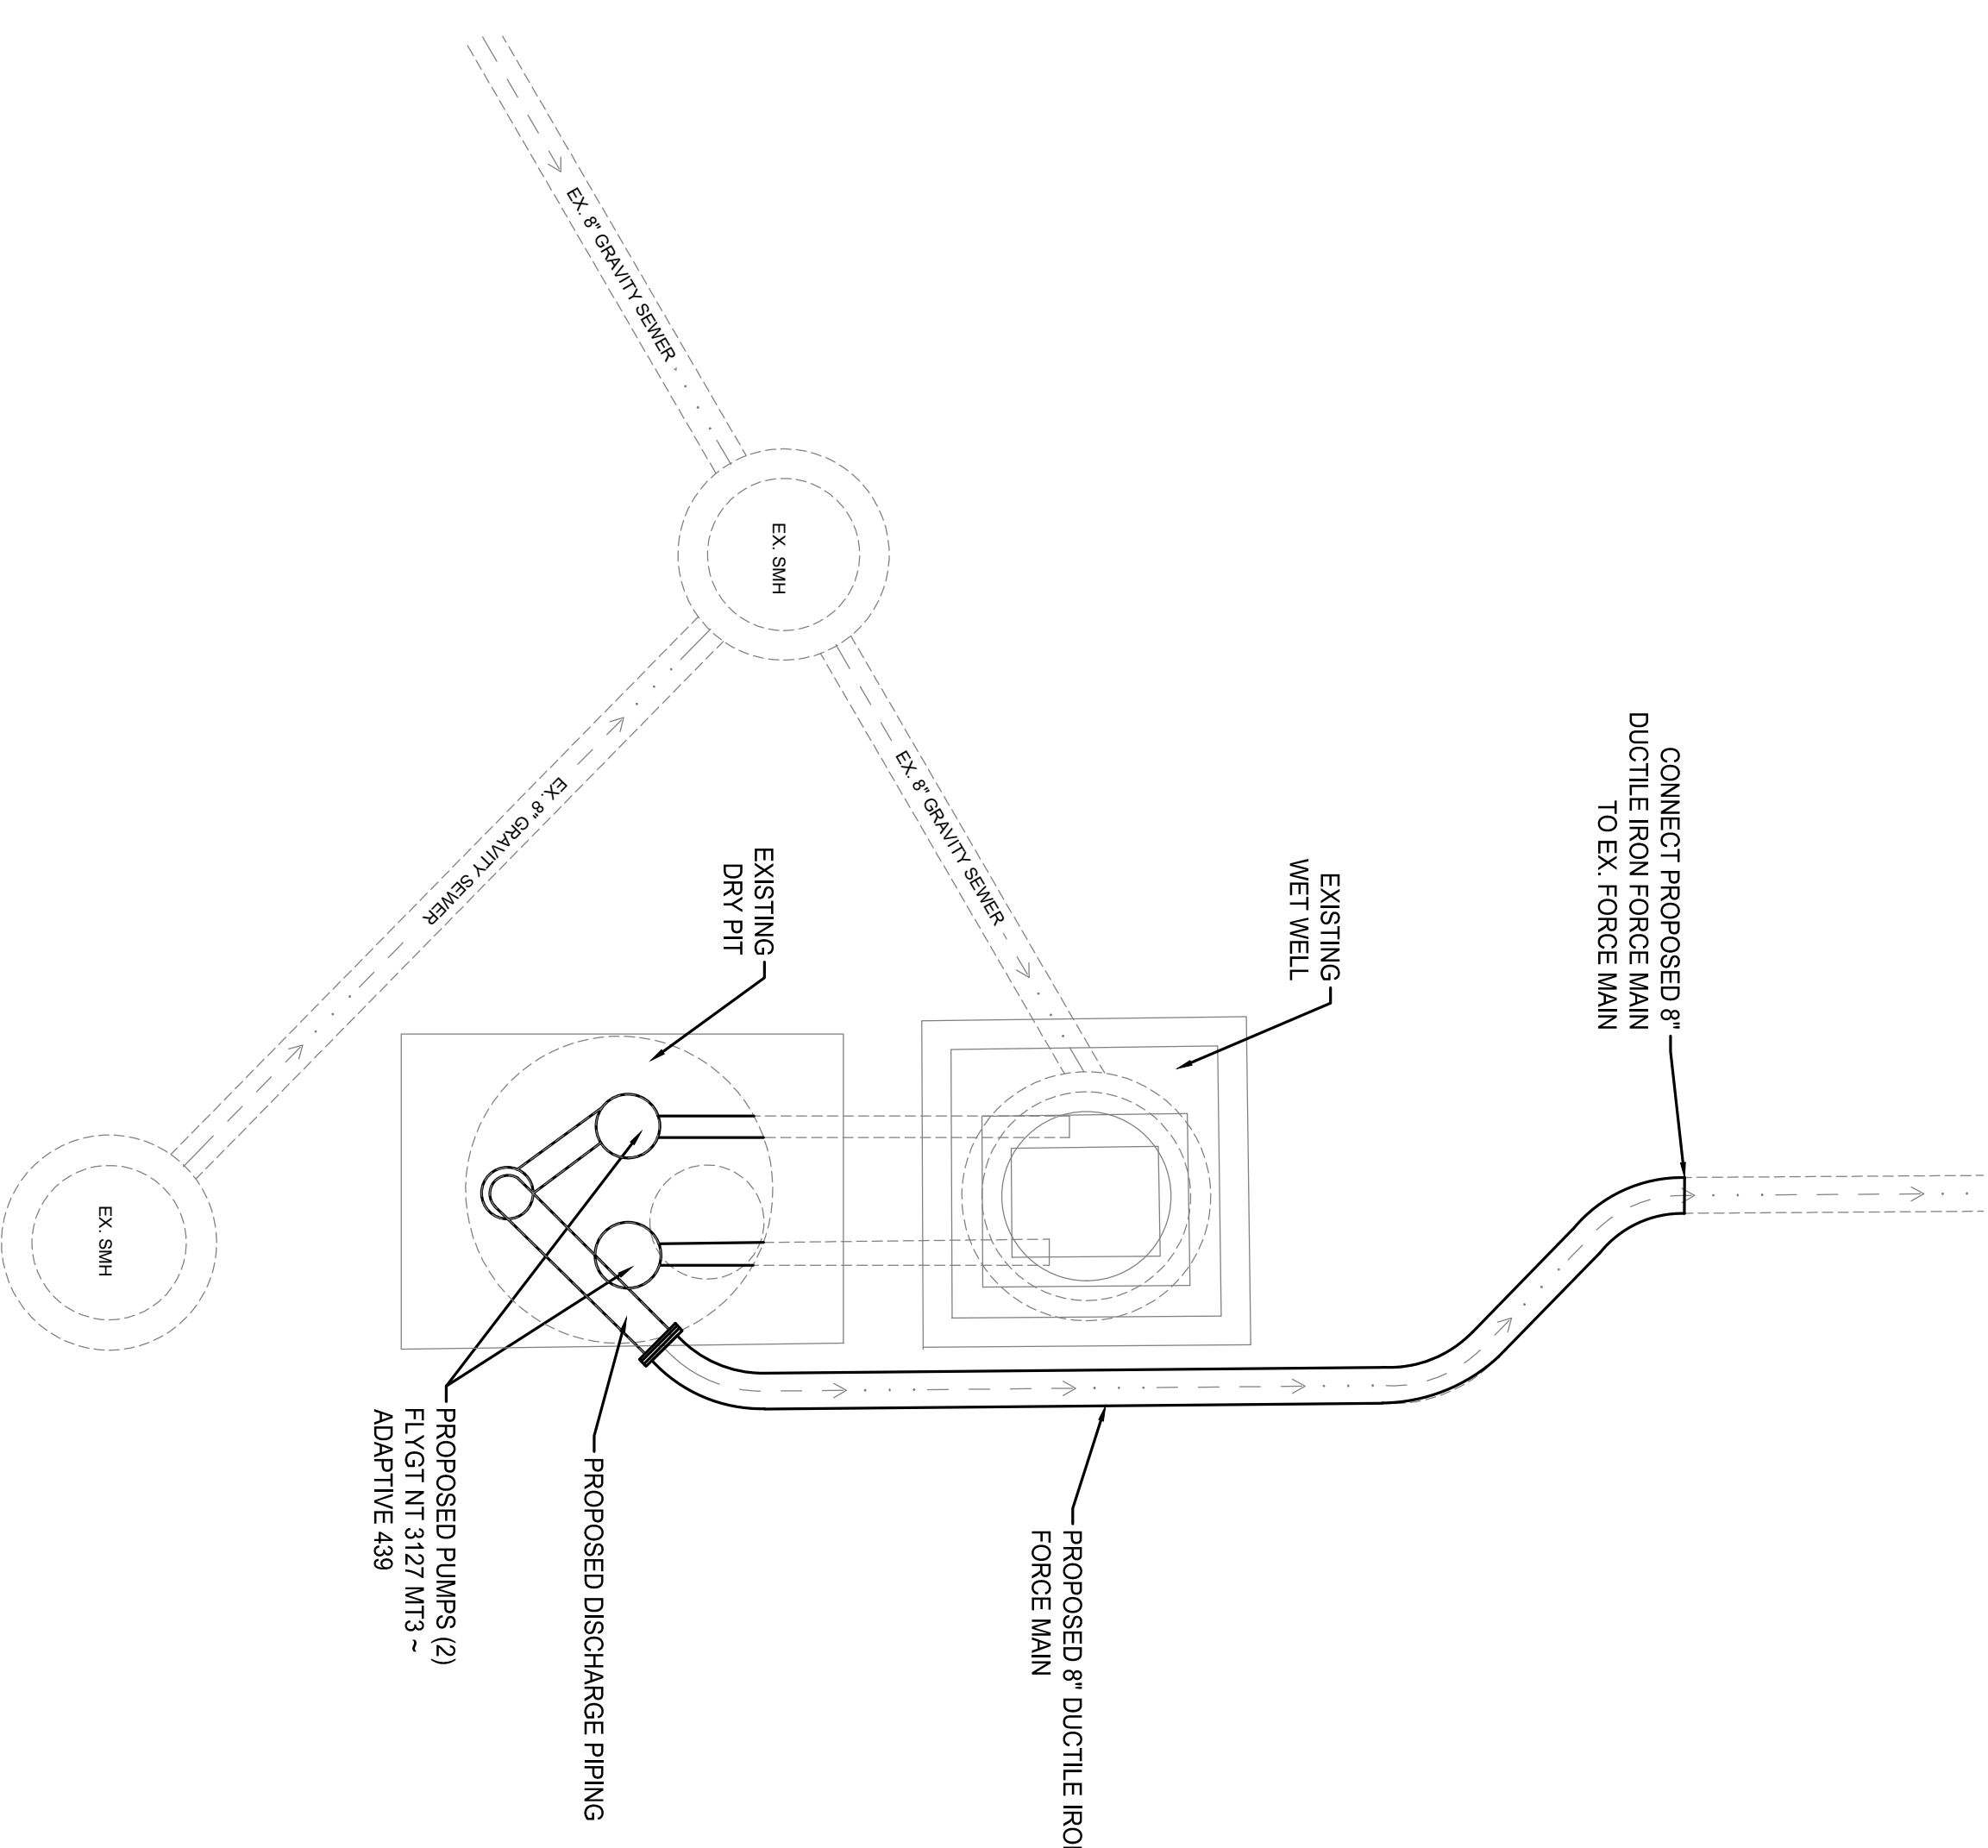 EX. 8" GRAVITY SEWER
EX. SMH
EX. 8" GRAVITY SEWER
EX. 8" GRAVITY SEWER
EX. SMH
CONNECT PROPOSED 8"
DUCTILE IRON FORCE MAIN
TO EX. FORCE MAIN
EXISTING
WET WELL
EXISTING
DRY PIT
PROPOSED 8" DUCTILE
FORCE MAIN
PROPOSED DISCHARGE PIPING
PROPOSED PUMPS (2)
FLYGT NT 3127 MT3 ~
ADAPTIVE 439